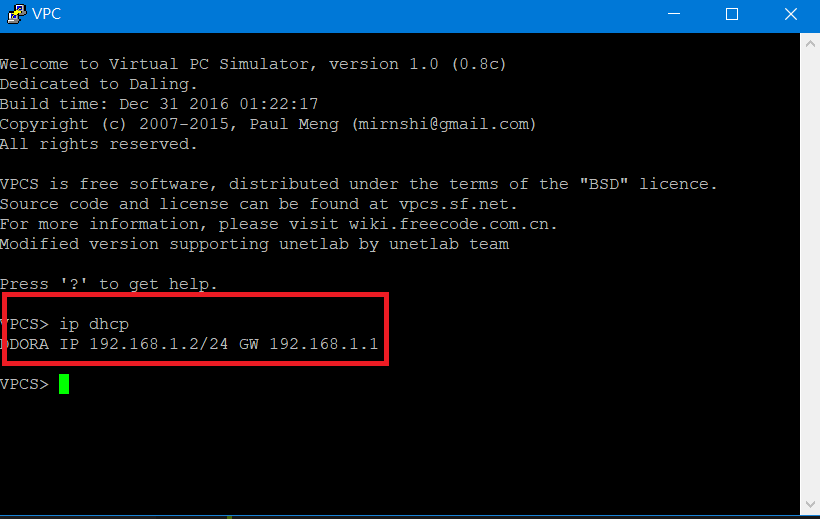 VPC
Welcome to Virtual PC Simulator, version 1.0 (0.8c)
Dedicated to Daling.
Build time: Dec 31 2016 01:22:17
Copyright (c) 2007-2015, Paul Meng (mirnshi@gmail.com)
All rights reserved.
VPCS is free software, distributed under the terms of the "BSD" licence.
Source code and license can be found at vpcs.sf.net.
For more information, please visit wiki.freecode.com.cn.
Modified version supporting unetlab by unetlab team
Press '?' to get help.
VPCS> ip dhcp
DDORA IP 192.168.1.2/24 GW 192.168.1.1
VPCS>